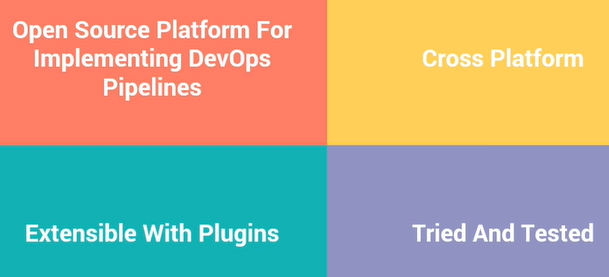 Open Source Platform For
Implementing DevOps
Pipelines
Cross Platform
Extensible With Plugins
Tried And Tested